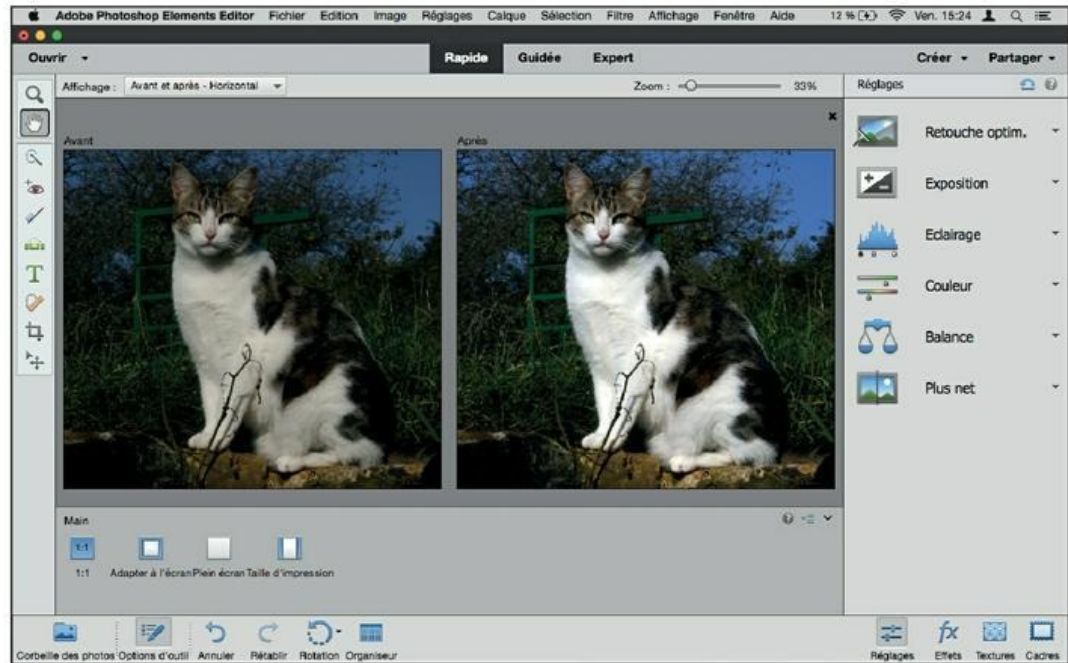 Adobe Photoshop Elements Editor Fichier Edition Image Réglages Calque Sélection Filtre Affichage Fenêtre Aide 12 % Ven. 15:24
Ouvrir Rapide Guidée Expert Créer Partager
Affichage : Avant et après - Horizontal Zoom : 33% Réglages
Avant Après
Retouche optim.
Exposition
Eclairage
Couleur
Balance
Plus net
T
Main
1:1
1:1 Adapter à l'écran Plein écran Taille d'impression
fx
Corbeille des photos Options d'outil Annuler Rétablir Rotation Organiseur Réglages Effets Textures Cadres